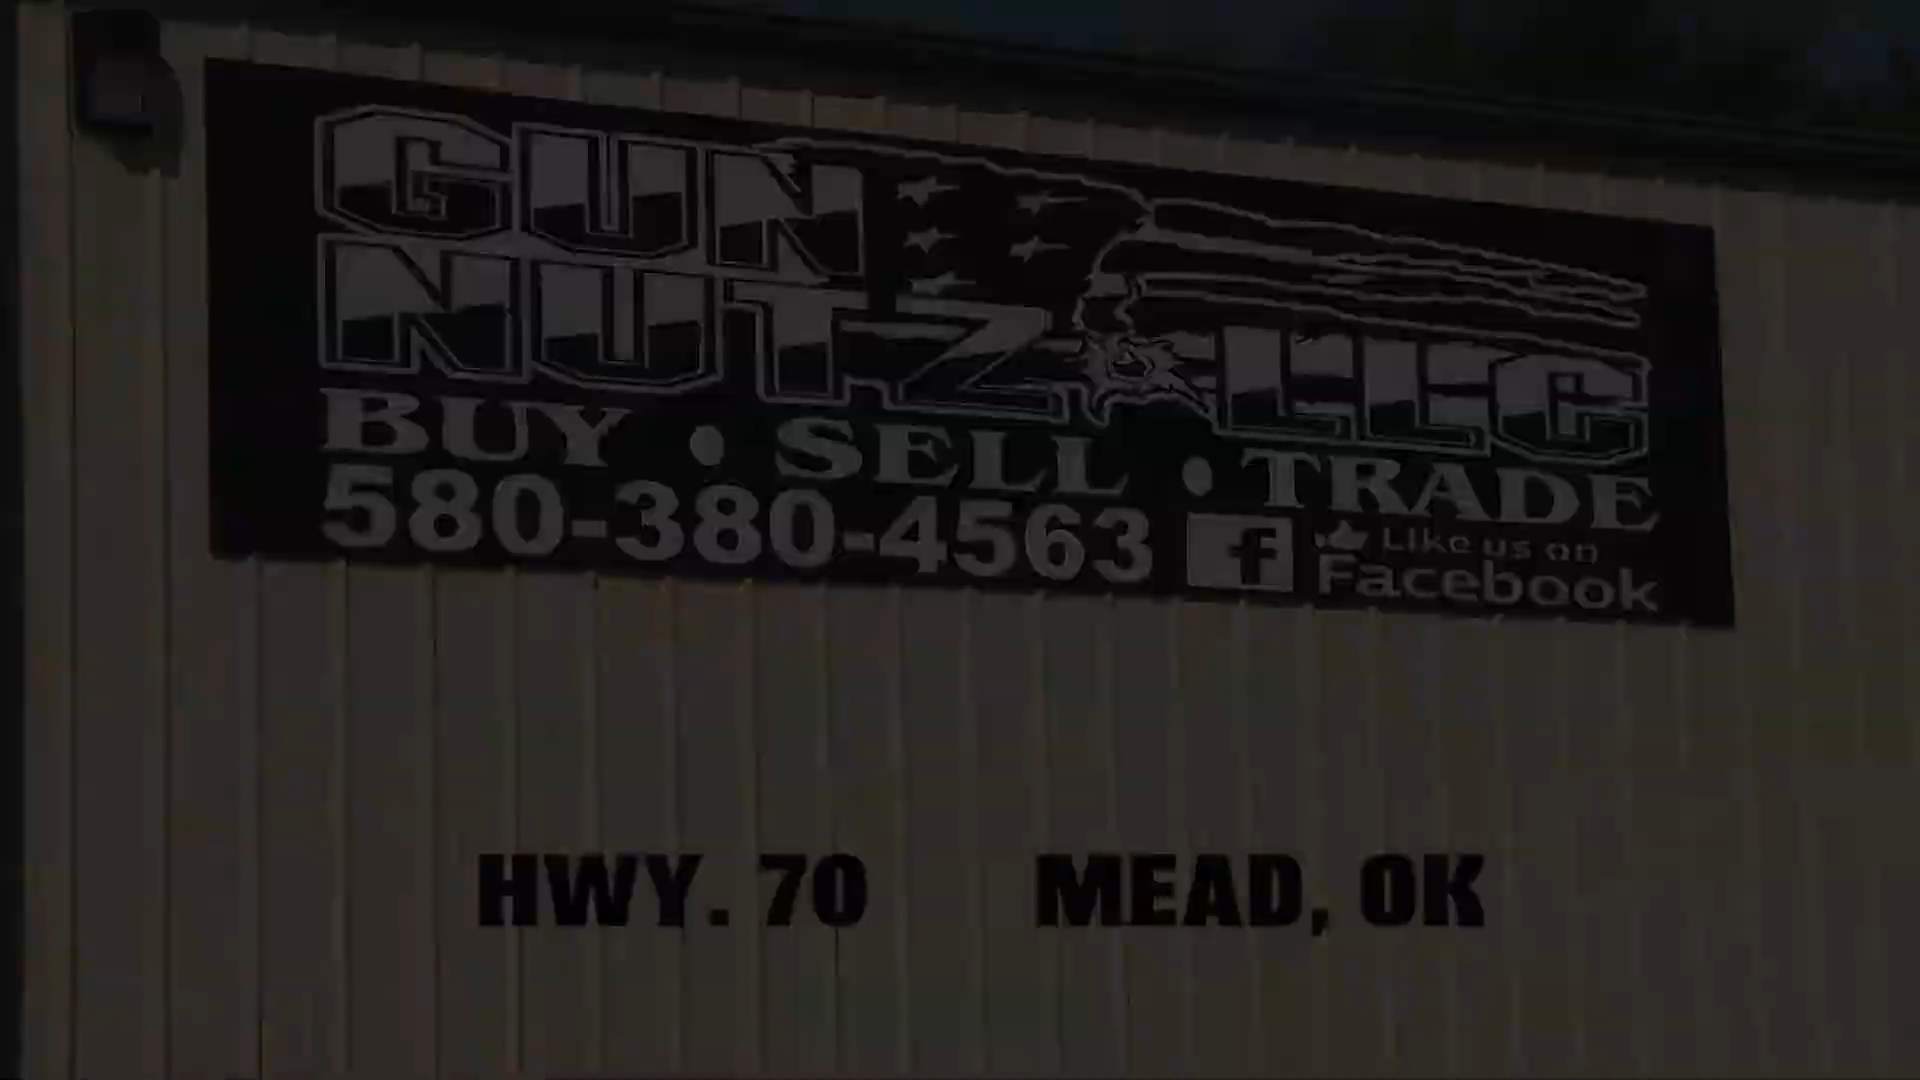 GUN
NUTZ LLC
BUY • SELL • TRADE
580-380-4563
f
Like us on
Facebook
HWY. 70 MEAD, OK